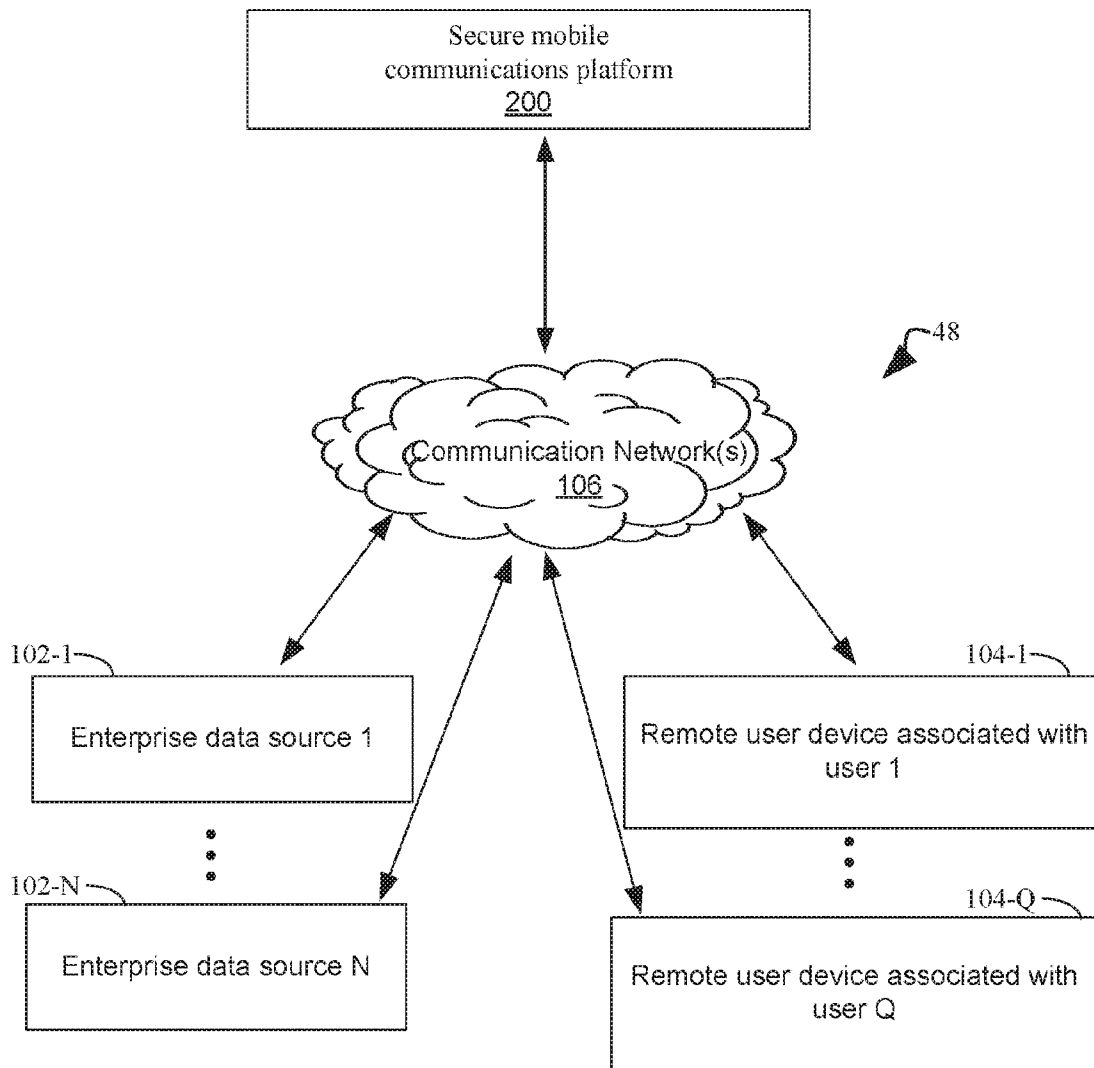 Secure mobile
communications platform
200
48
Communication Network(s)
106
102-1
104-1
Enterprise data source 1
Remote user device associated with
user 1
102-N
104-Q
Enterprise data source N
Remote user device associated with
user Q